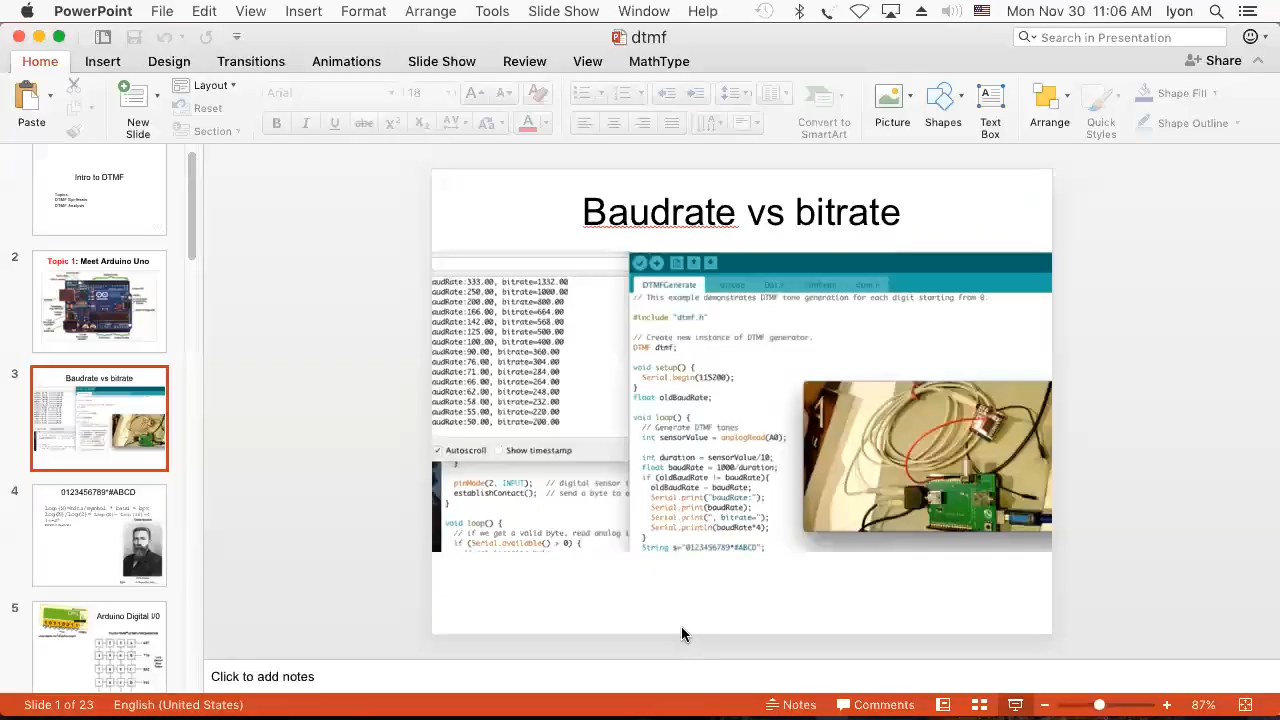 PowerPoint File Edit View Insert Format Arrange Tools Slide Show Window Help Mon Nov 30 11:06 AM lyon
dtmf
Search in Presentation
Home Insert Design Transitions Animations Slide Show Review View MathType
Share
Paste
New Slide
Layout
Reset
Section
Arial 18
Convert to SmartArt
Picture
Shapes
Text Box
Arrange
Quick Styles
Shape Fill
Shape Outline
Intro to DTMF
Topics
DTMF Synthesis
DTMF Analysis
2
Topic 1: Meet Arduino Uno
3
Baudrate vs bitrate
4
0123456789*#ABCD
5
Arduino Digital I/0
Baudrate vs bitrate
audRate:333.00, bitrate=1332.00
audRate:250.00, bitrate=1000.00
audRate:200.00, bitrate=800.00
audRate:166.00, bitrate=664.00
audRate:142.00, bitrate=568.00
audRate:125.00, bitrate=500.00
audRate:100.00, bitrate=400.00
audRate:90.00, bitrate=360.00
audRate:76.00, bitrate=304.00
audRate:71.00, bitrate=284.00
audRate:66.00, bitrate=264.00
audRate:62.00, bitrate=248.00
audRate:58.00, bitrate=232.00
audRate:55.00, bitrate=220.00
audRate:50.00, bitrate=200.00
Autoscroll Show timestamp
}
pinMode(2, INPUT); // digital sensor i
establishContact(); // send a byte to e
}
void loop() {
// if we get a valid byte, read analog i
if (Serial.available() > 0) {
DTMFGenerate
// This example demonstrates DTMF tone generation for each digit starting from 0.
#include "dtmf.h"
// Create new instance of DTMF generator.
DTMF dtmf;
void setup() {
Serial.begin(115200);
}
float oldBaudRate;
void loop() {
// Generate DTMF tones
int sensorValue = analogRead(A0);
int duration = sensorValue/10;
float baudRate = 1000/duration;
if (oldBaudRate != baudRate){
oldBaudRate = baudRate;
Serial.print("baudRate:");
Serial.print(baudRate);
Serial.print(", bitrate=");
Serial.println(baudRate*4);
}
String s="0123456789*#ABCD";
Click to add notes
Slide 1 of 23 English (United States) Notes Comments 87%